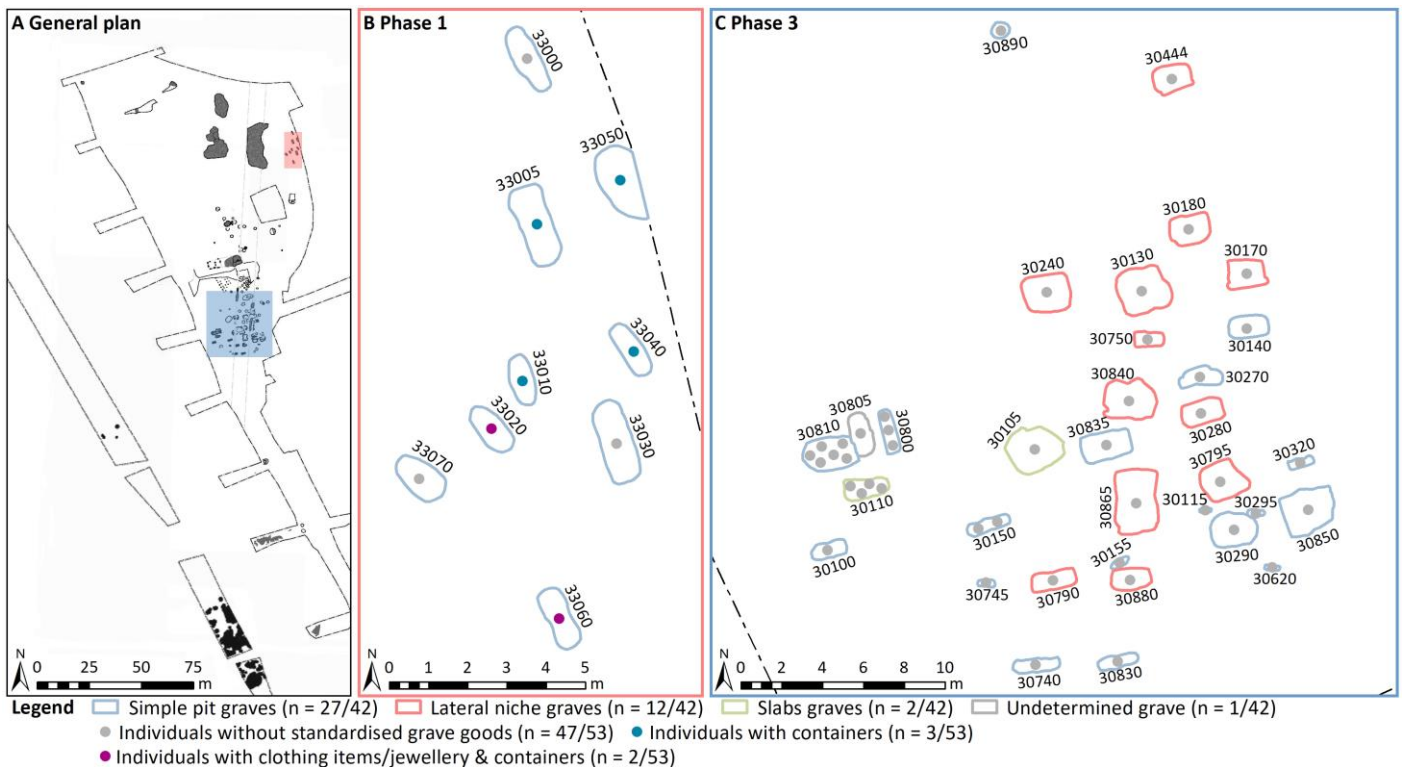 A General plan
N
0 25 50 75
m
B Phase 1
33000
33050
33005
33040
33010
33020
33030
33070
33060
N
0 1 2 3 4 5
m
C Phase 3
30890
30444
30180
30170
30130
30240
30750
30140
30840
30270
30805
30800
30810
30105
30835
30280
30320
30795
30110
30865
30115
30295
30150
30290
30850
30100
30155
30620
30745
30790
30880
30740
30830
N
0 2 4 6 8 10
m
Legend Simple pit graves (n = 27/42) Lateral niche graves (n = 12/42) Slabs graves (n = 2/42) Undetermined grave (n = 1/42)
Individuals without standardised grave goods (n = 47/53) Individuals with containers (n = 3/53)
Individuals with clothing items/jewellery & containers (n = 2/53)